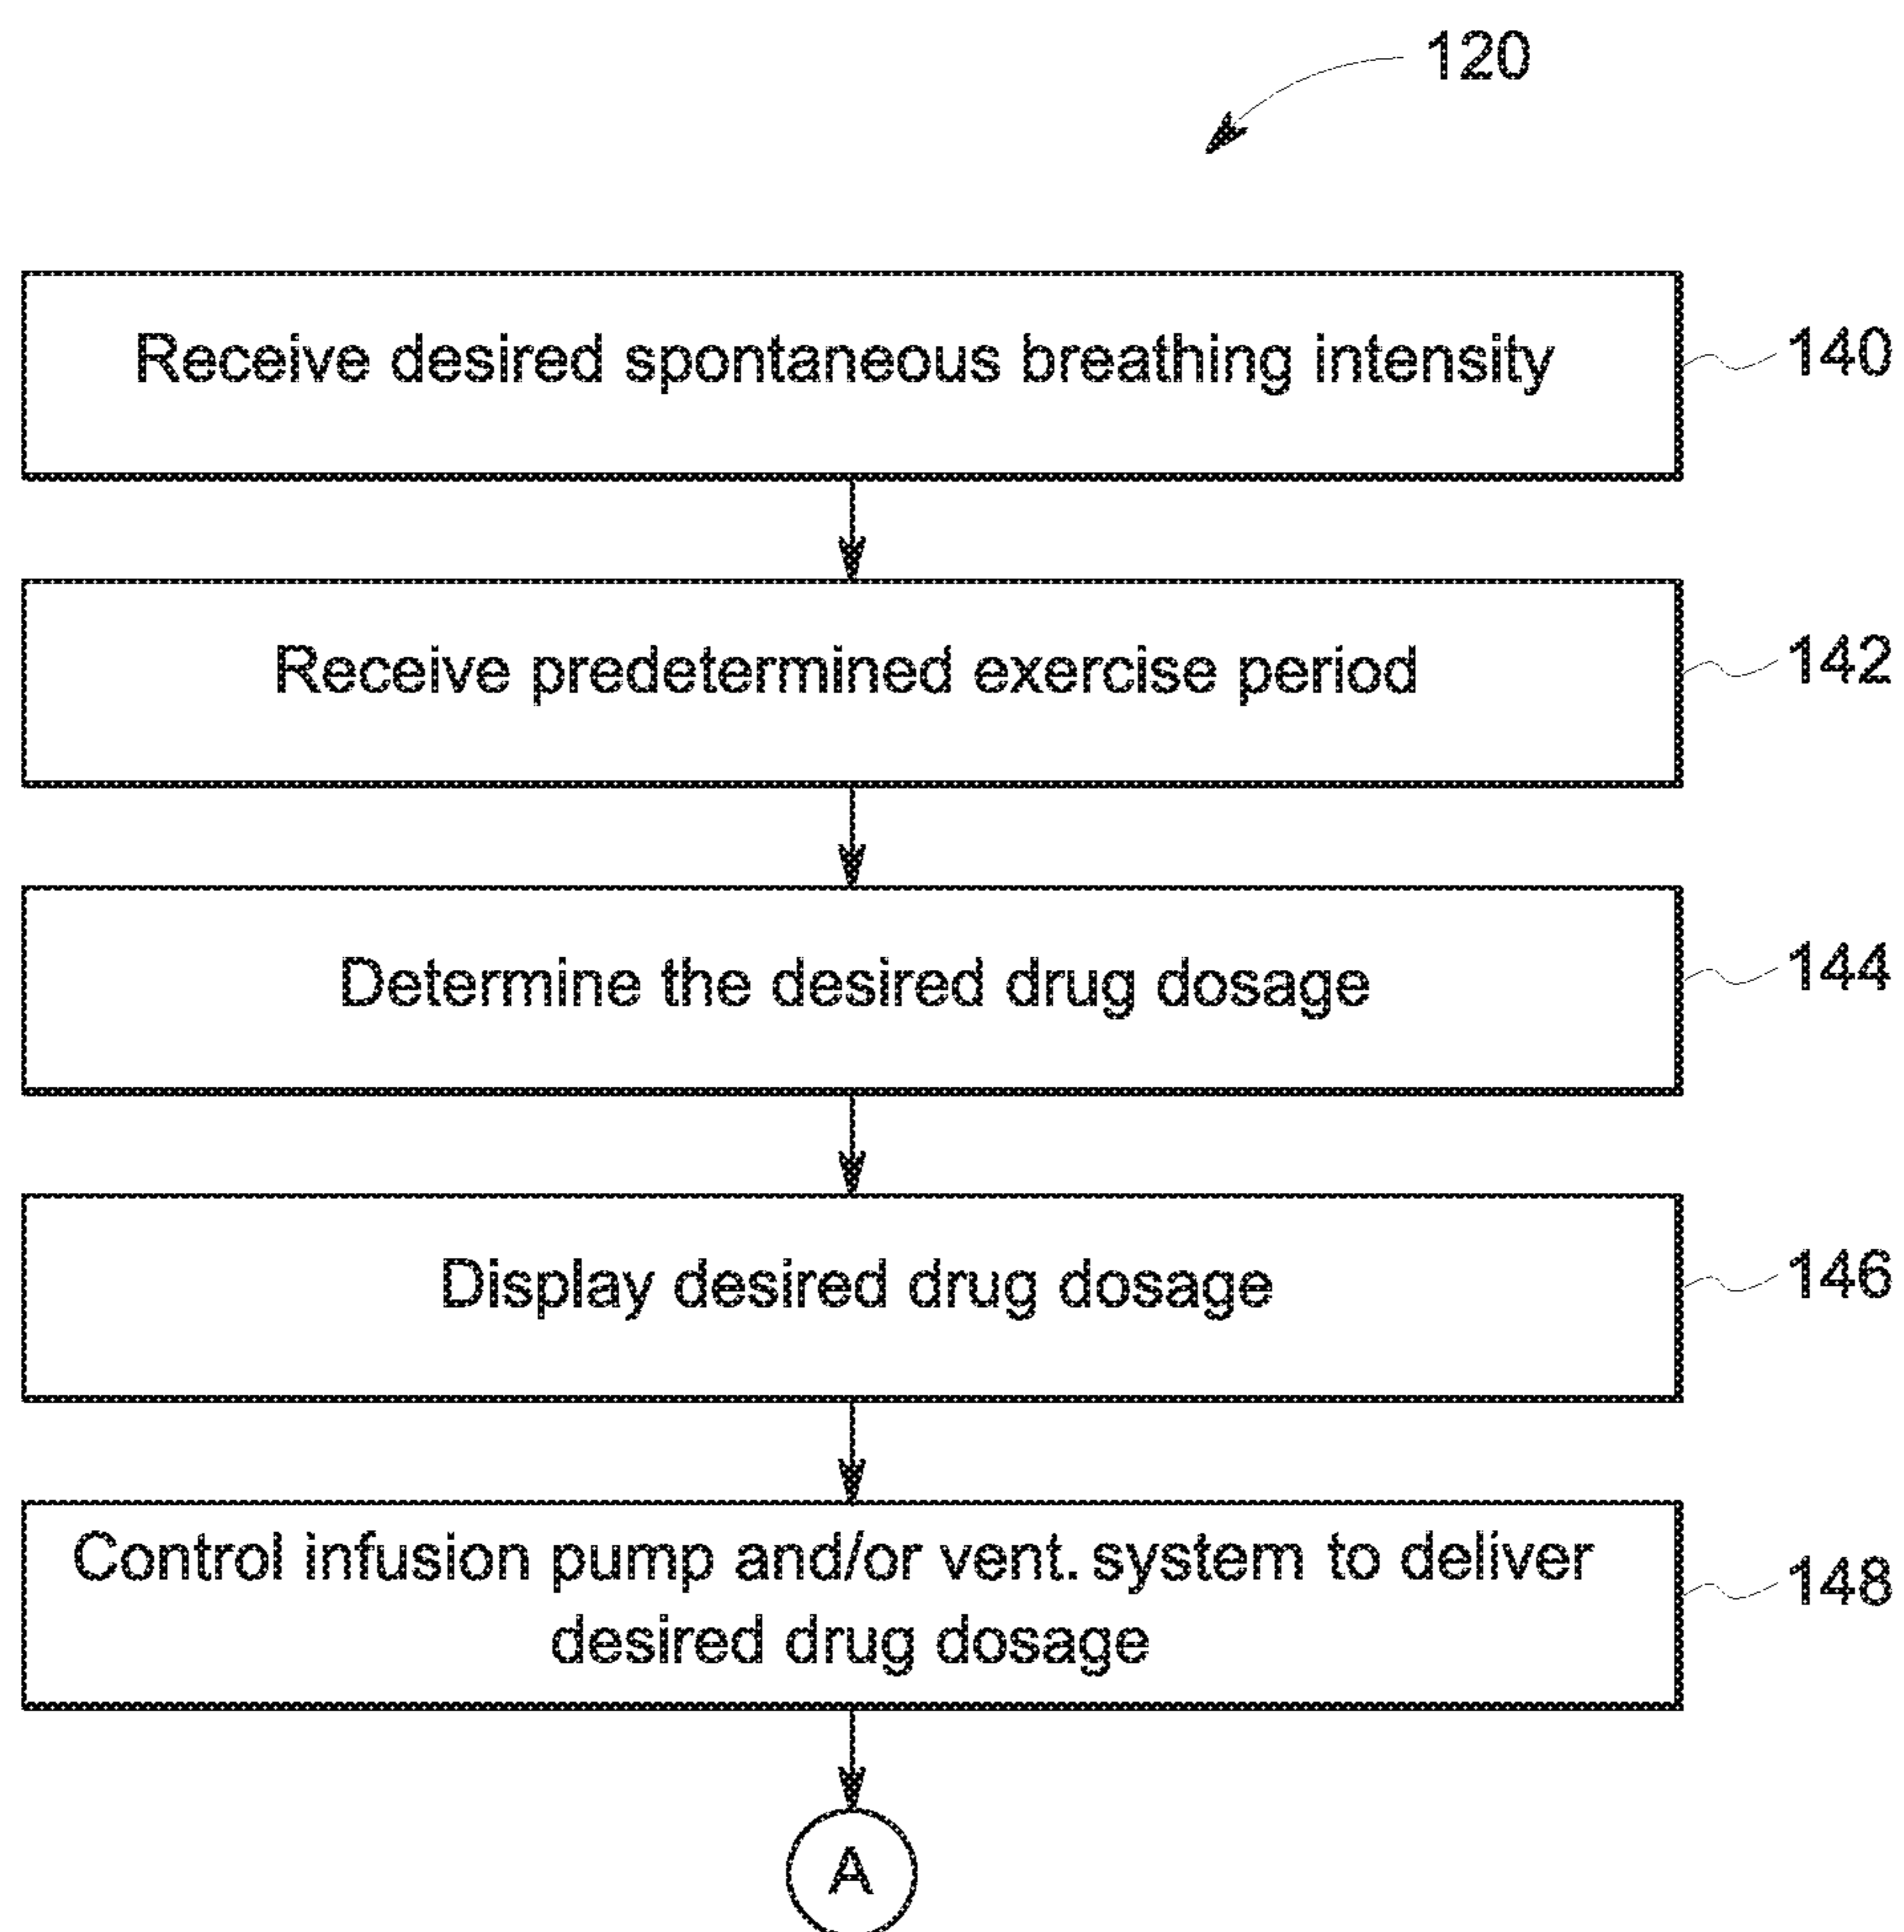 120
Receive desired spontaneous breathing intensity
140
Receive predetermined exercise period
142
Determine the desired drug dosage
144
Display desired drug dosage
146
Control infusion pump and/or vent. system to deliver
desired drug dosage
148
A